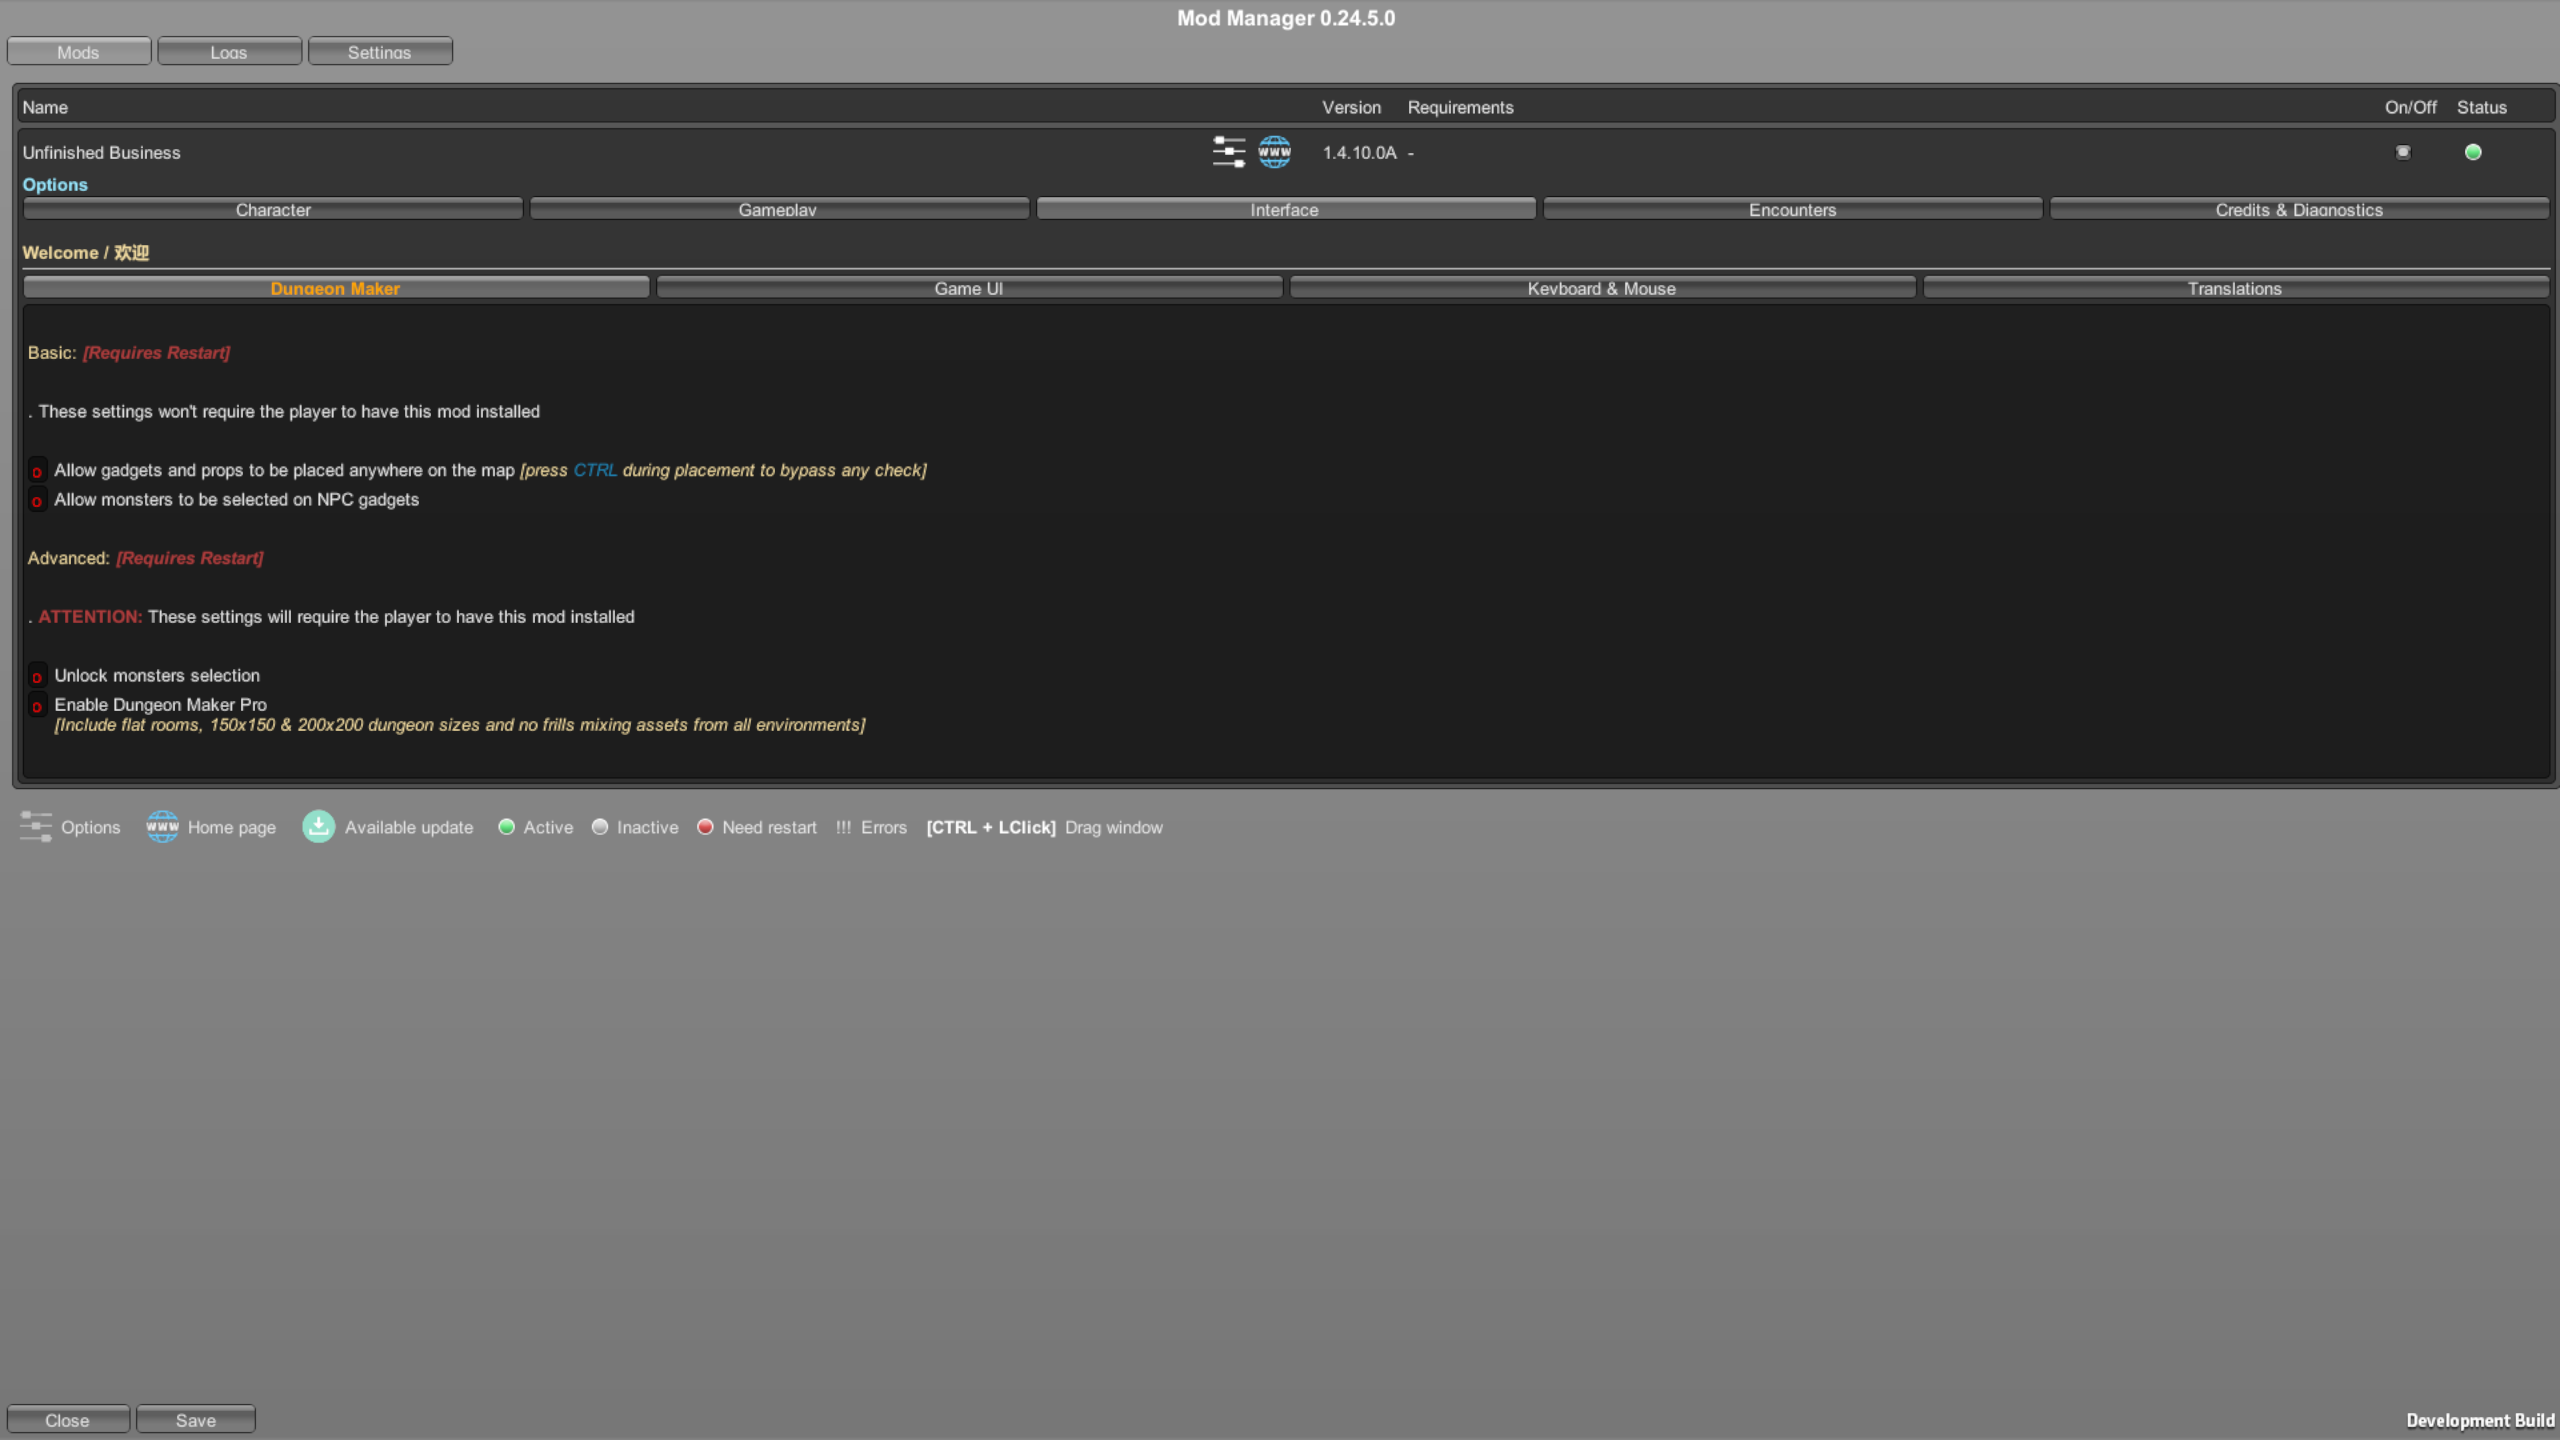 Mod Manager 0.24.5.0
Mods Logs Settings
Name Version Requirements On/Off Status
Unfinished Business www 1.4.10.0A -
Options
Character Gameplay Interface Encounters Credits & Diagnostics
Welcome / 欢迎
Dungeon Maker Game UI Keyboard & Mouse Translations
Basic: [Requires Restart]
. These settings won't require the player to have this mod installed
Allow gadgets and props to be placed anywhere on the map [press CTRL during placement to bypass any check]
Allow monsters to be selected on NPC gadgets
Advanced: [Requires Restart]
. ATTENTION: These settings will require the player to have this mod installed
Unlock monsters selection
Enable Dungeon Maker Pro
[Include flat rooms, 150x150 & 200x200 dungeon sizes and no frills mixing assets from all environments]
Options www Home page Available update Active Inactive Need restart !!! Errors [CTRL + LClick] Drag window
Close Save Development Build